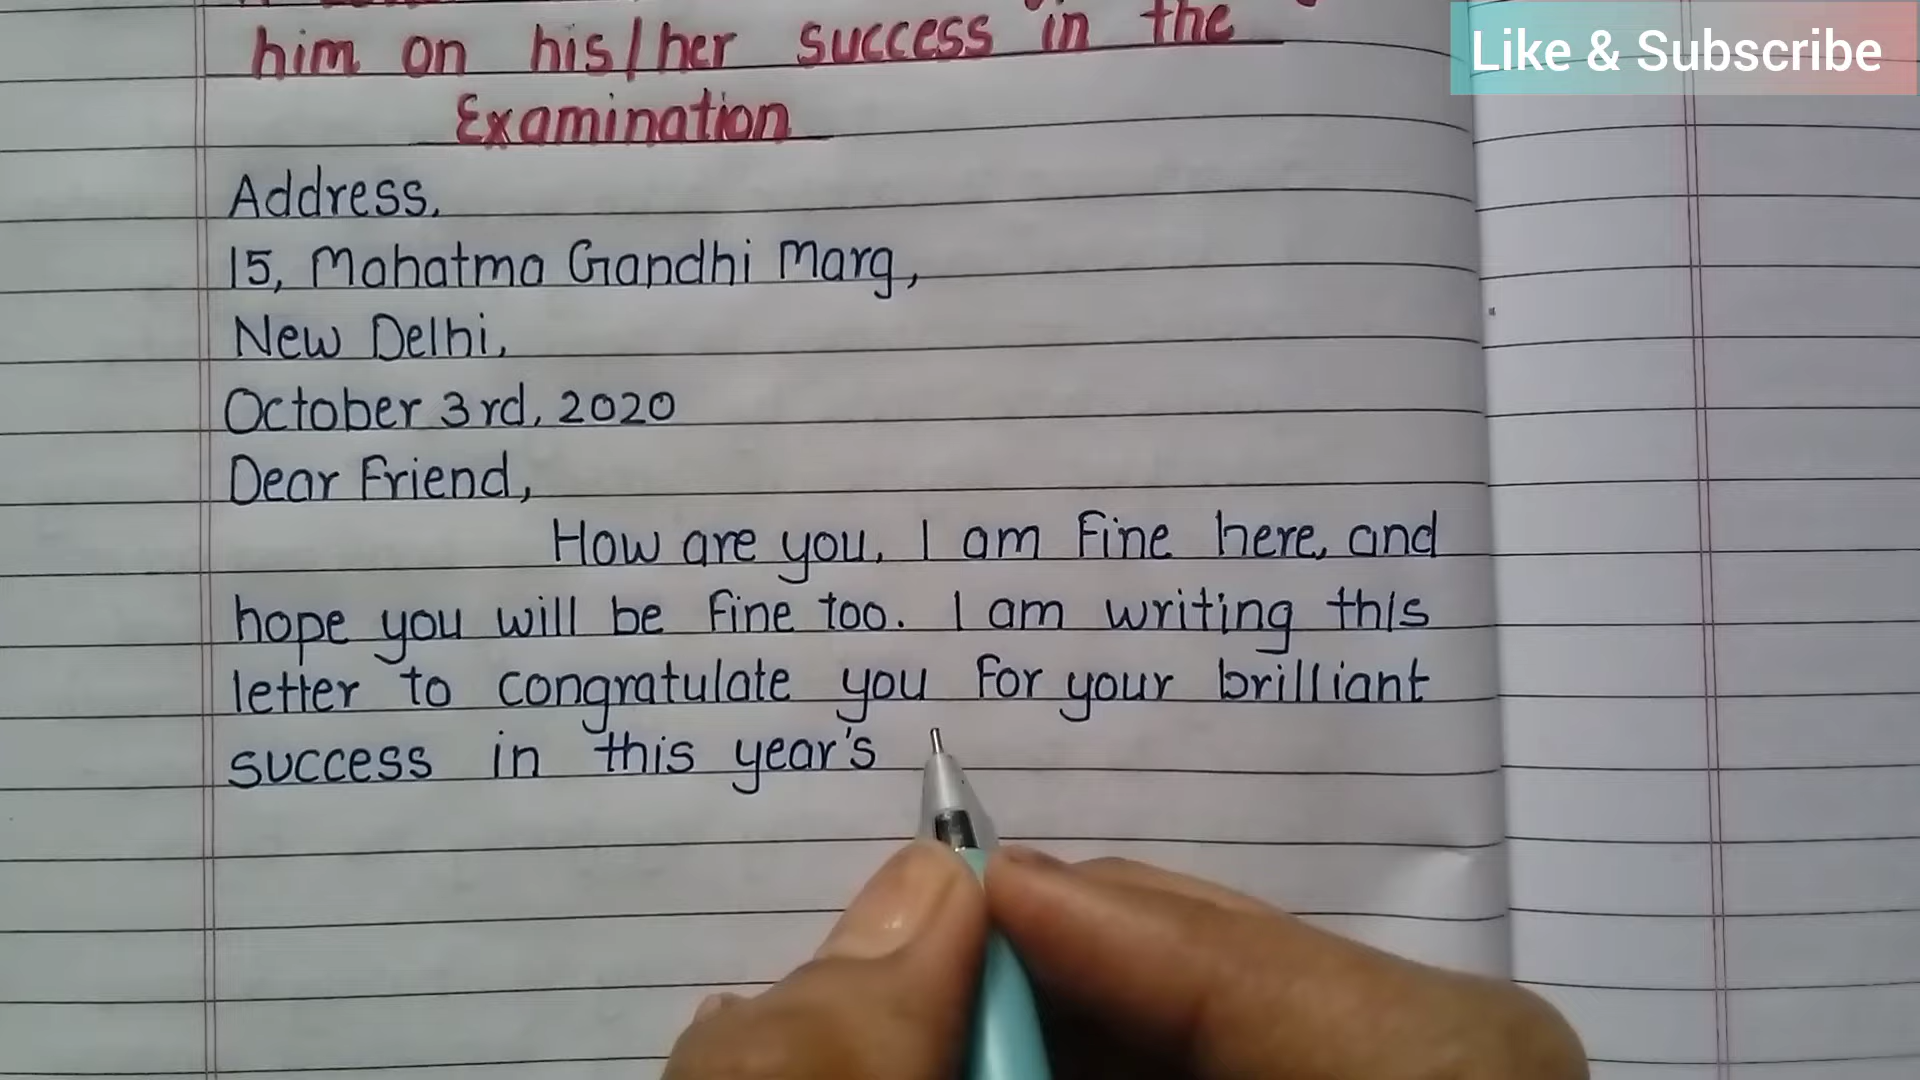 him on his/her success in the
Examination
Like & Subscribe
Address,
15, Mahatma Gandhi Marg,
New Delhi,
October 3rd, 2020
Dear Friend,
How are you, I am fine here, and
hope you will be fine too. I am writing this
letter to congratulate you for your brilliant
success in this year's